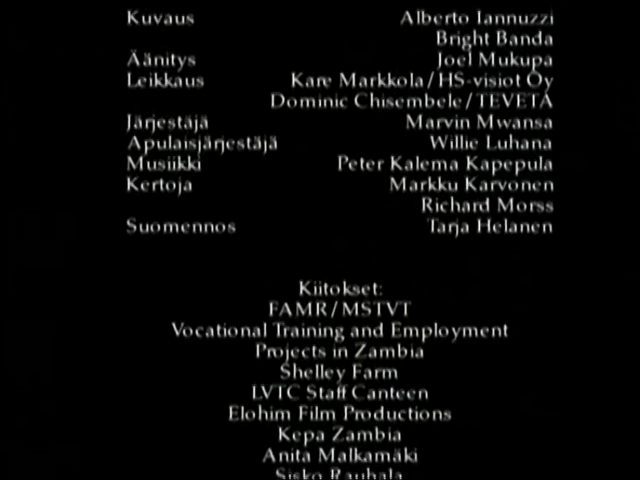 Kuvaus Alberto Iannuzzi
Bright Banda
Äänitys Joel Mukupa
Leikkaus Kare Markkola/HS-visiot Oy
Dominic Chisembele/TEVETA
Järjestäjä Marvin Mwansa
Apulaisjärjestäjä Willie Luhana
Musiikki Peter Kalema Kapepula
Kertoja Markku Karvonen
Richard Morss
Suomennos Tarja Helanen
Kiitokset:
FAMR/MSTVT
Vocational Training and Employment
Projects in Zambia
Shelley Farm
LVTC Staff Canteen
Elohim Film Productions
Kepa Zambia
Anita Malkamäki
Sisko Rauhala